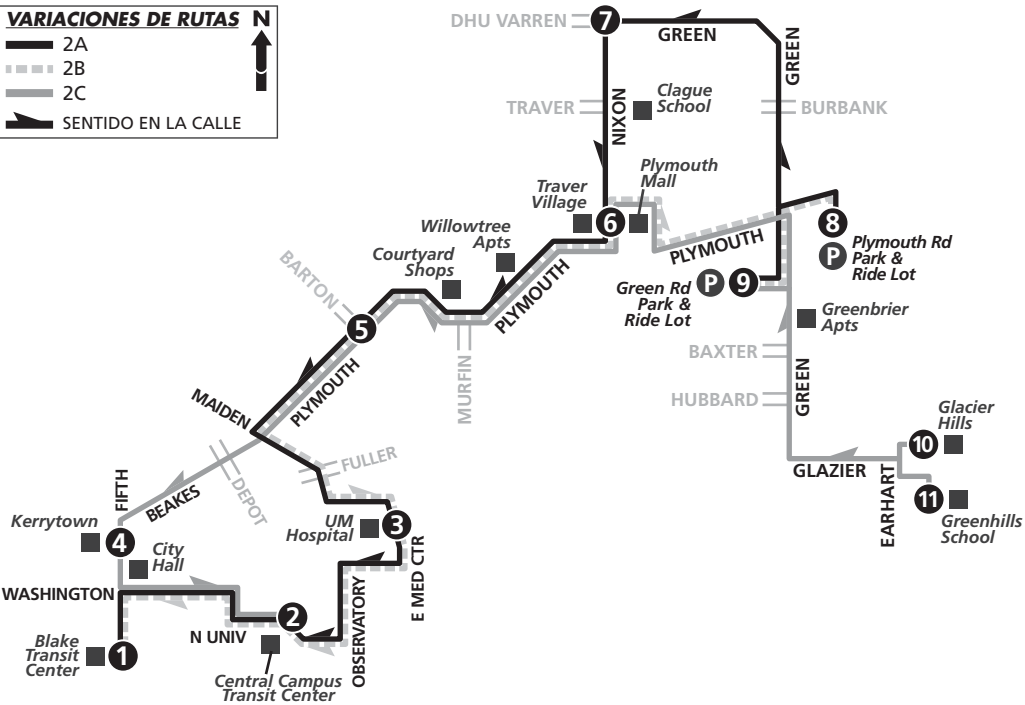 VARIACIONES DE RUTAS
N
2A
2B
2C
SENTIDO EN LA CALLE
DHU VARREN
7
GREEN
GREEN
TRAVER
NIXON
Clague
School
BURBANK
Plymouth
Mall
Traver
Village
6
8
P
Plymouth Rd
Park &
Ride Lot
Willowtree
Apts
Courtyard
Shops
PLYMOUTH
PLYMOUTH
Green Rd
Park &
Ride Lot
P
9
BARTON
5
Greenbrier
Apts
MURFIN
BAXTER
HUBBARD
GREEN
PLYMOUTH
MAIDEN
Glacier
Hills
10
GLAZIER
EARHART
11
Greenhills
School
FULLER
DEPOT
BEAKES
FIFTH
Kerrytown
4
City
Hall
UM
Hospital
3
E MED CTR
WASHINGTON
2
N UNIV
OBSERVATORY
Blake
Transit
Center
1
Central Campus
Transit Center